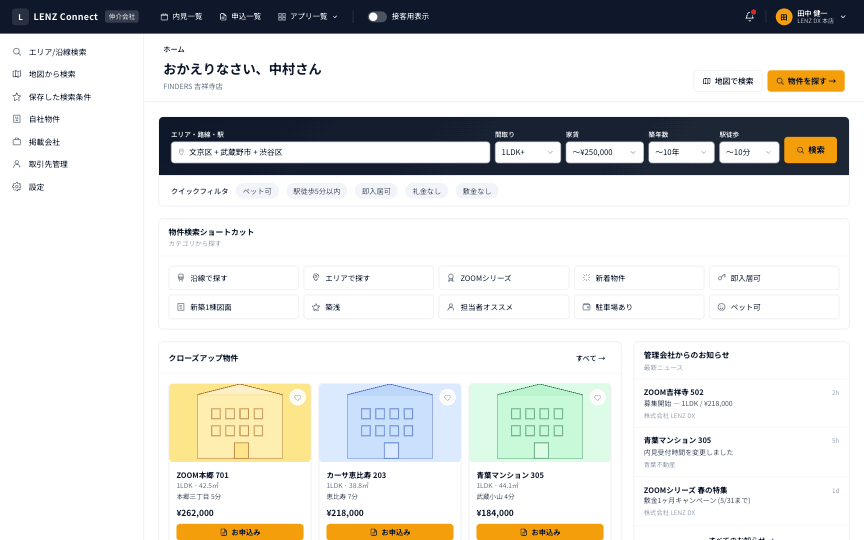 L LENZ Connect 仲介会社 内見一覧 申込一覧 アプリ一覧 接客用表示 田 田中 健一
LENZ DX 本店
エリア/沿線検索
地図から検索
保存した検索条件
自社物件
掲載会社
取引先管理
設定
ホーム
おかえりなさい、中村さん
FINDERS 吉祥寺店
地図で検索 物件を探す→
エリア・路線・駅 間取り 家賃 築年数 駅徒歩
文京区 + 武蔵野市 + 渋谷区 1LDK+ 〜¥250,000 〜10年 〜10分 検索
クイックフィルタ ペット可 駅徒歩5分以内 即入居可 礼金なし 敷金なし
物件検索ショートカット
カテゴリから探す
沿線で探す エリアで探す ZOOMシリーズ 新着物件 即入居可
新築1棟図面 築浅 担当者オススメ 駐車場あり ペット可
クローズアップ物件 すべて→
ZOOM本郷 701
1LDK・42.5㎡
本郷三丁目 5分
¥262,000
お申込み
カーサ恵比寿 203
1LDK・38.8㎡
恵比寿 7分
¥218,000
お申込み
青葉マンション 305
1LDK・44.1㎡
武蔵小山 4分
¥184,000
お申込み
管理会社からのお知らせ
最新ニュース
ZOOM吉祥寺 502 2h
募集開始 — 1LDK / ¥218,000
株式会社 LENZ DX
青葉マンション 305 5h
内見受付時間を変更しました
青葉不動産
ZOOMシリーズ 春の特集 1d
敷金1ヶ月キャンペーン (5/31まで)
株式会社 LENZ DX
すべてのお知らせ→